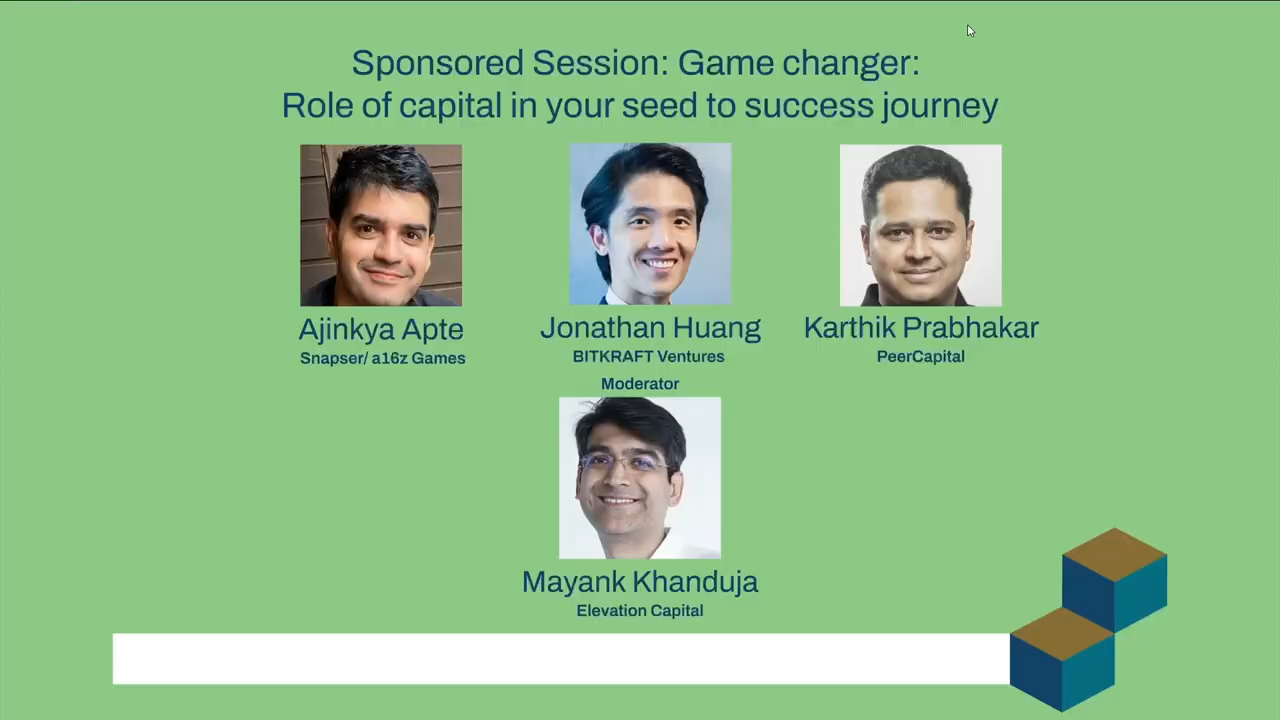 Sponsored Session: Game changer:
Role of capital in your seed to success journey
Ajinkya Apte
Snapser/ a16z Games
Jonathan Huang
BITKRAFT Ventures
Karthik Prabhakar
PeerCapital
Moderator
Mayank Khanduja
Elevation Capital